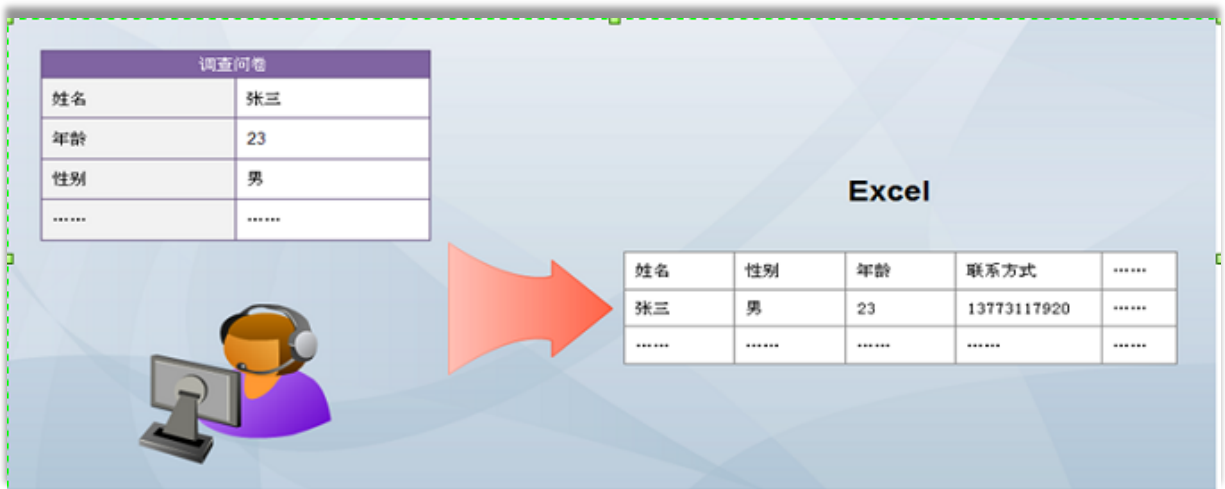 调查问卷
姓名 张三
年龄 23
性别 男
…… ……
Excel
姓名 性别 年龄 联系方式 ……
张三 男 23 13773117920 ……
…… …… …… …… ……